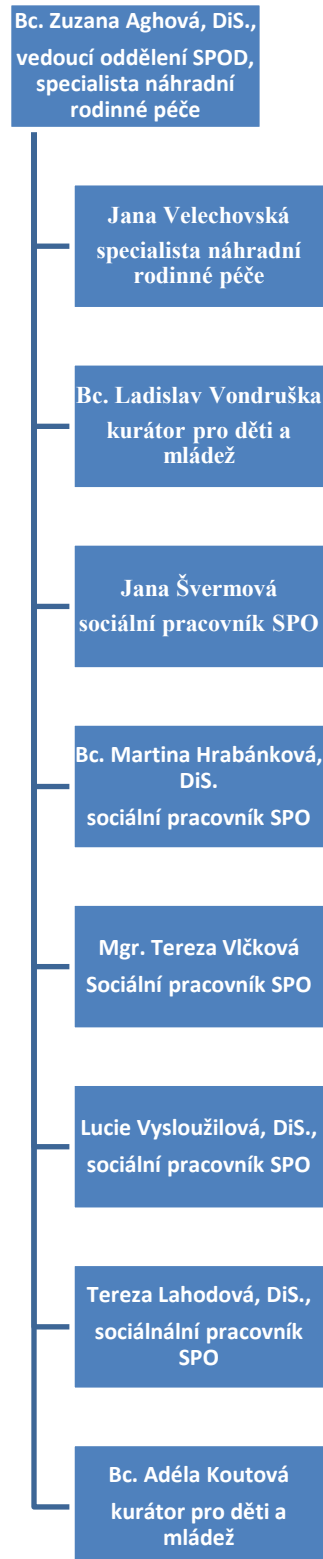 Bc. Zuzana Aghová, DiS.,
vedoucí oddělení SPOD,
specialista náhradní
rodinné péče
Jana Velechovská
specialista náhradní
rodinné péče
Bc. Ladislav Vondruška
kurátor pro děti a
mládež
Jana Švermová
sociální pracovník SPO
Bc. Martina Hrabánková,
DiS.
sociální pracovník SPO
Mgr. Tereza Vlčková
Sociální pracovník SPO
Lucie Vysloužilová, DiS.,
sociální pracovník SPO
Tereza Lahodová, DiS.,
sociálnální pracovník
SPO
Bc. Adéla Koutová
kurátor pro děti a
mládež